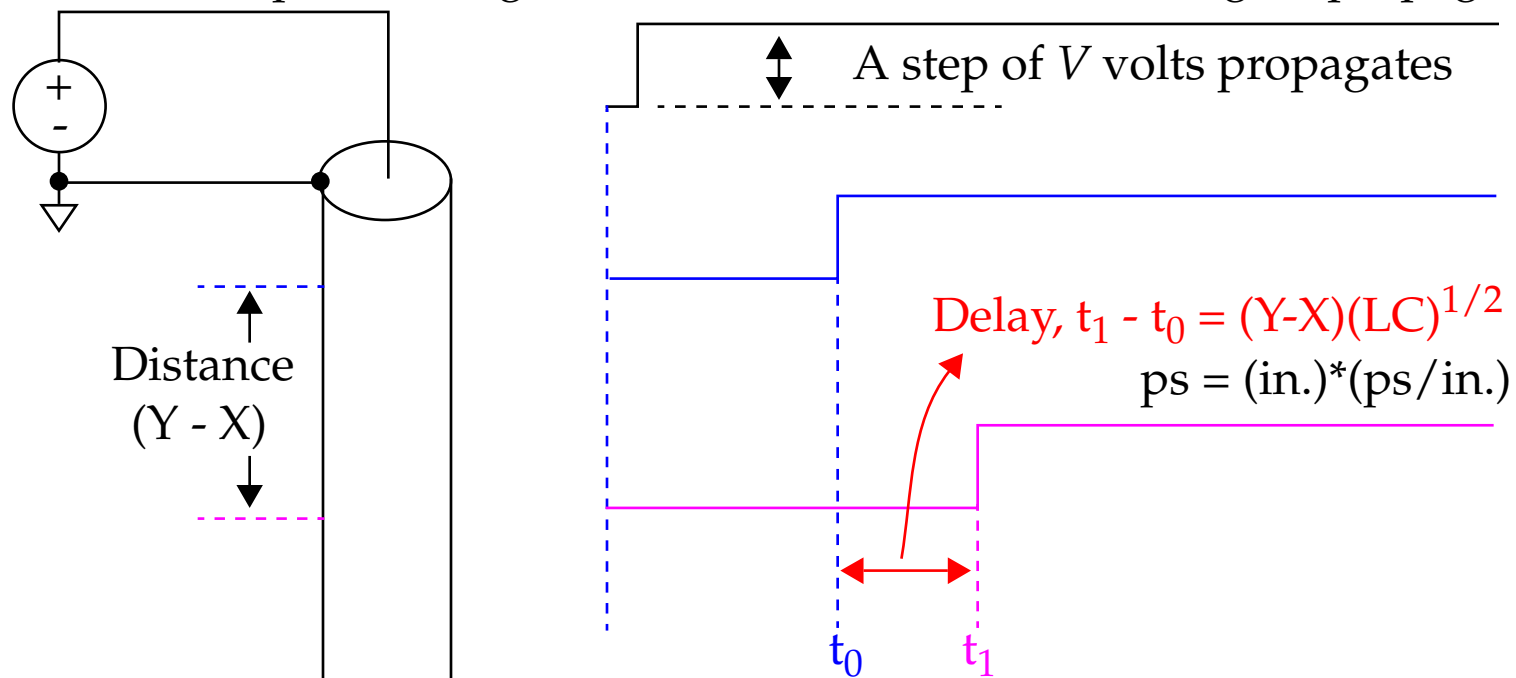 +
-
Distance
(Y - X)
A step of V volts propagates
Delay, t₁ - t₀ = (Y-X)(LC)^1/2
ps = (in.)*(ps/in.)
t₀
t₁